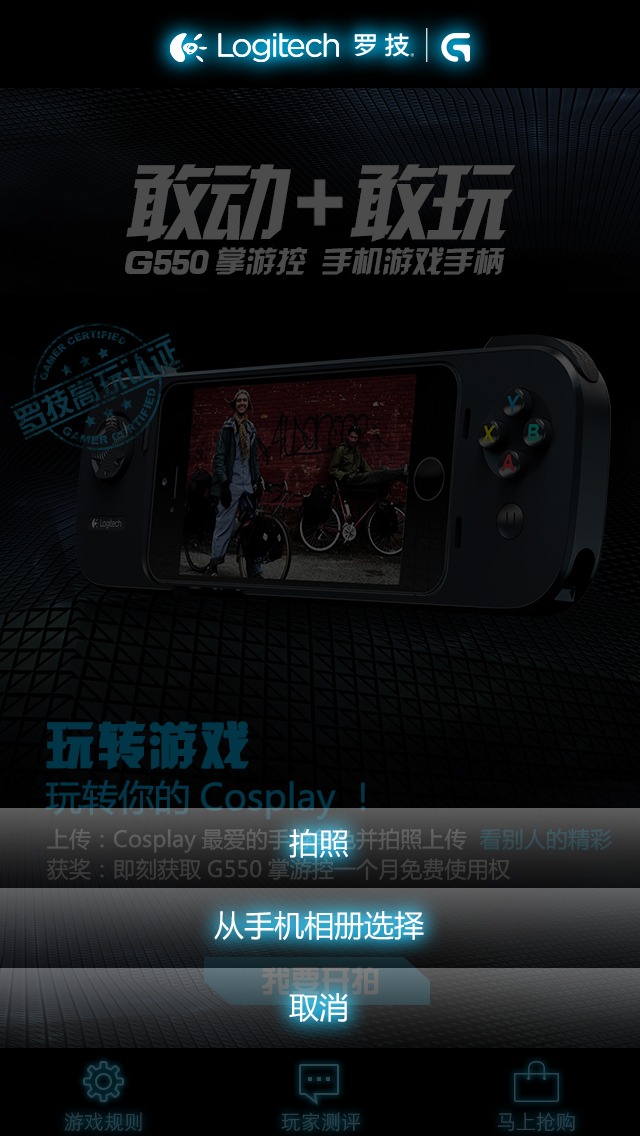 Logitech 罗技 G
敢动+敢玩
G550 掌游控 手机游戏手柄
GAMER CERTIFIED
罗技高玩认证
GAMER CERTIFIED
Y
X B
A
Logitech
玩转游戏
玩转你的 Cosplay ！
拍照
上传：Cosplay 最爱的手 并拍照上传 看别人的精彩
获奖：即刻获取 G550 掌游控一个月免费使用权
从手机相册选择
我要开拍
取消
游戏规则 玩家测评 马上抢购